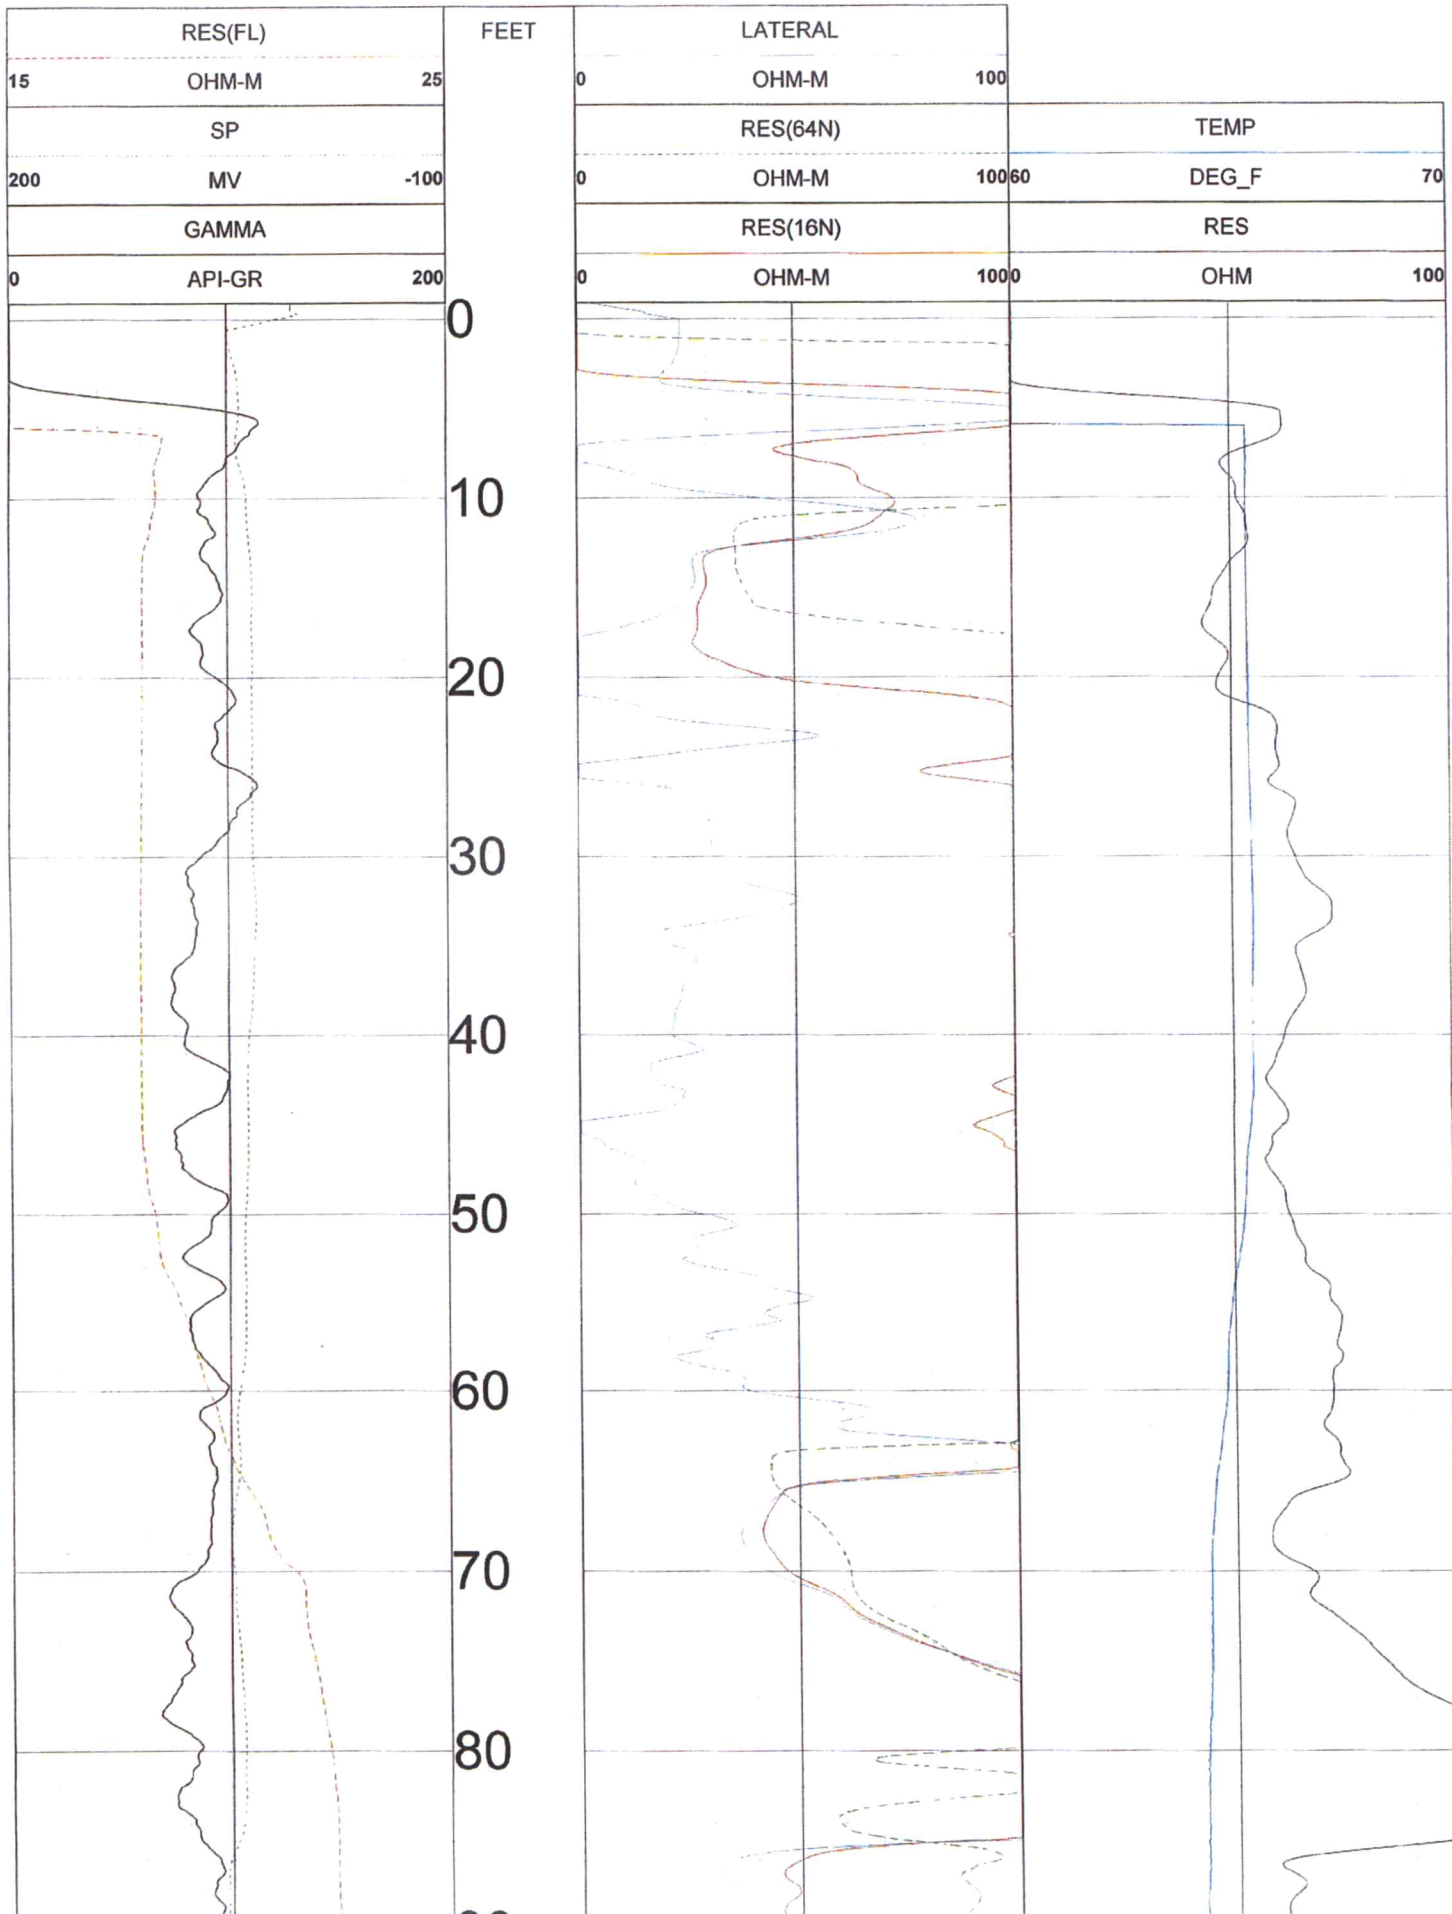 RES(FL) FEET LATERAL
15 OHM-M 25 0 OHM-M 100
SP RES(64N) TEMP
200 MV -100 0 OHM-M 100 60 DEG_F 70
GAMMA RES(16N) RES
0 API-GR 200 0 OHM-M 100 0 OHM 100
0
10
20
30
40
50
60
70
80